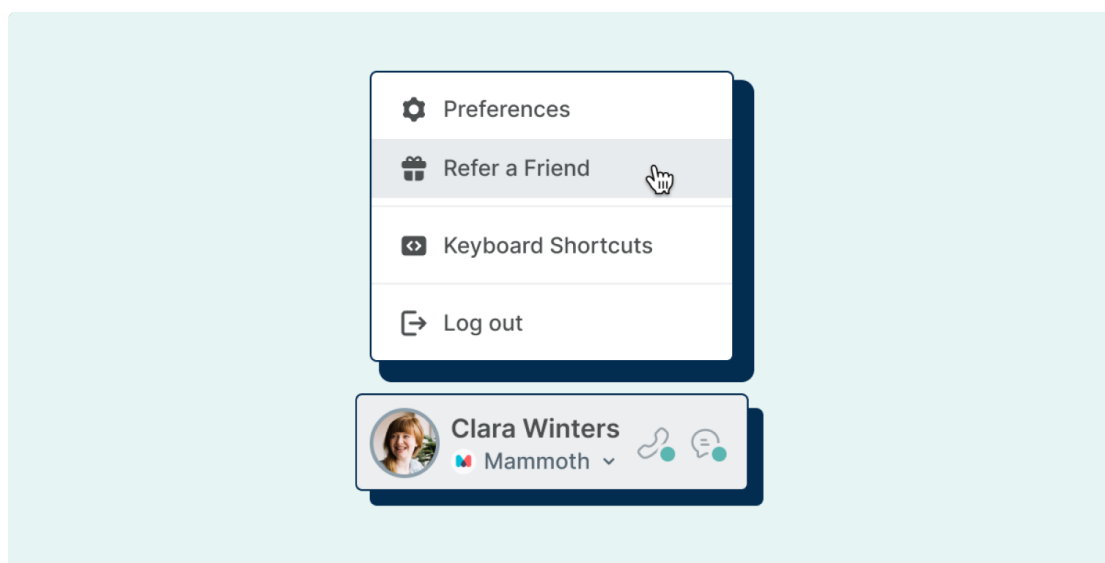 Preferences
Refer a Friend
Keyboard Shortcuts
Log out
Clara Winters
Mammoth